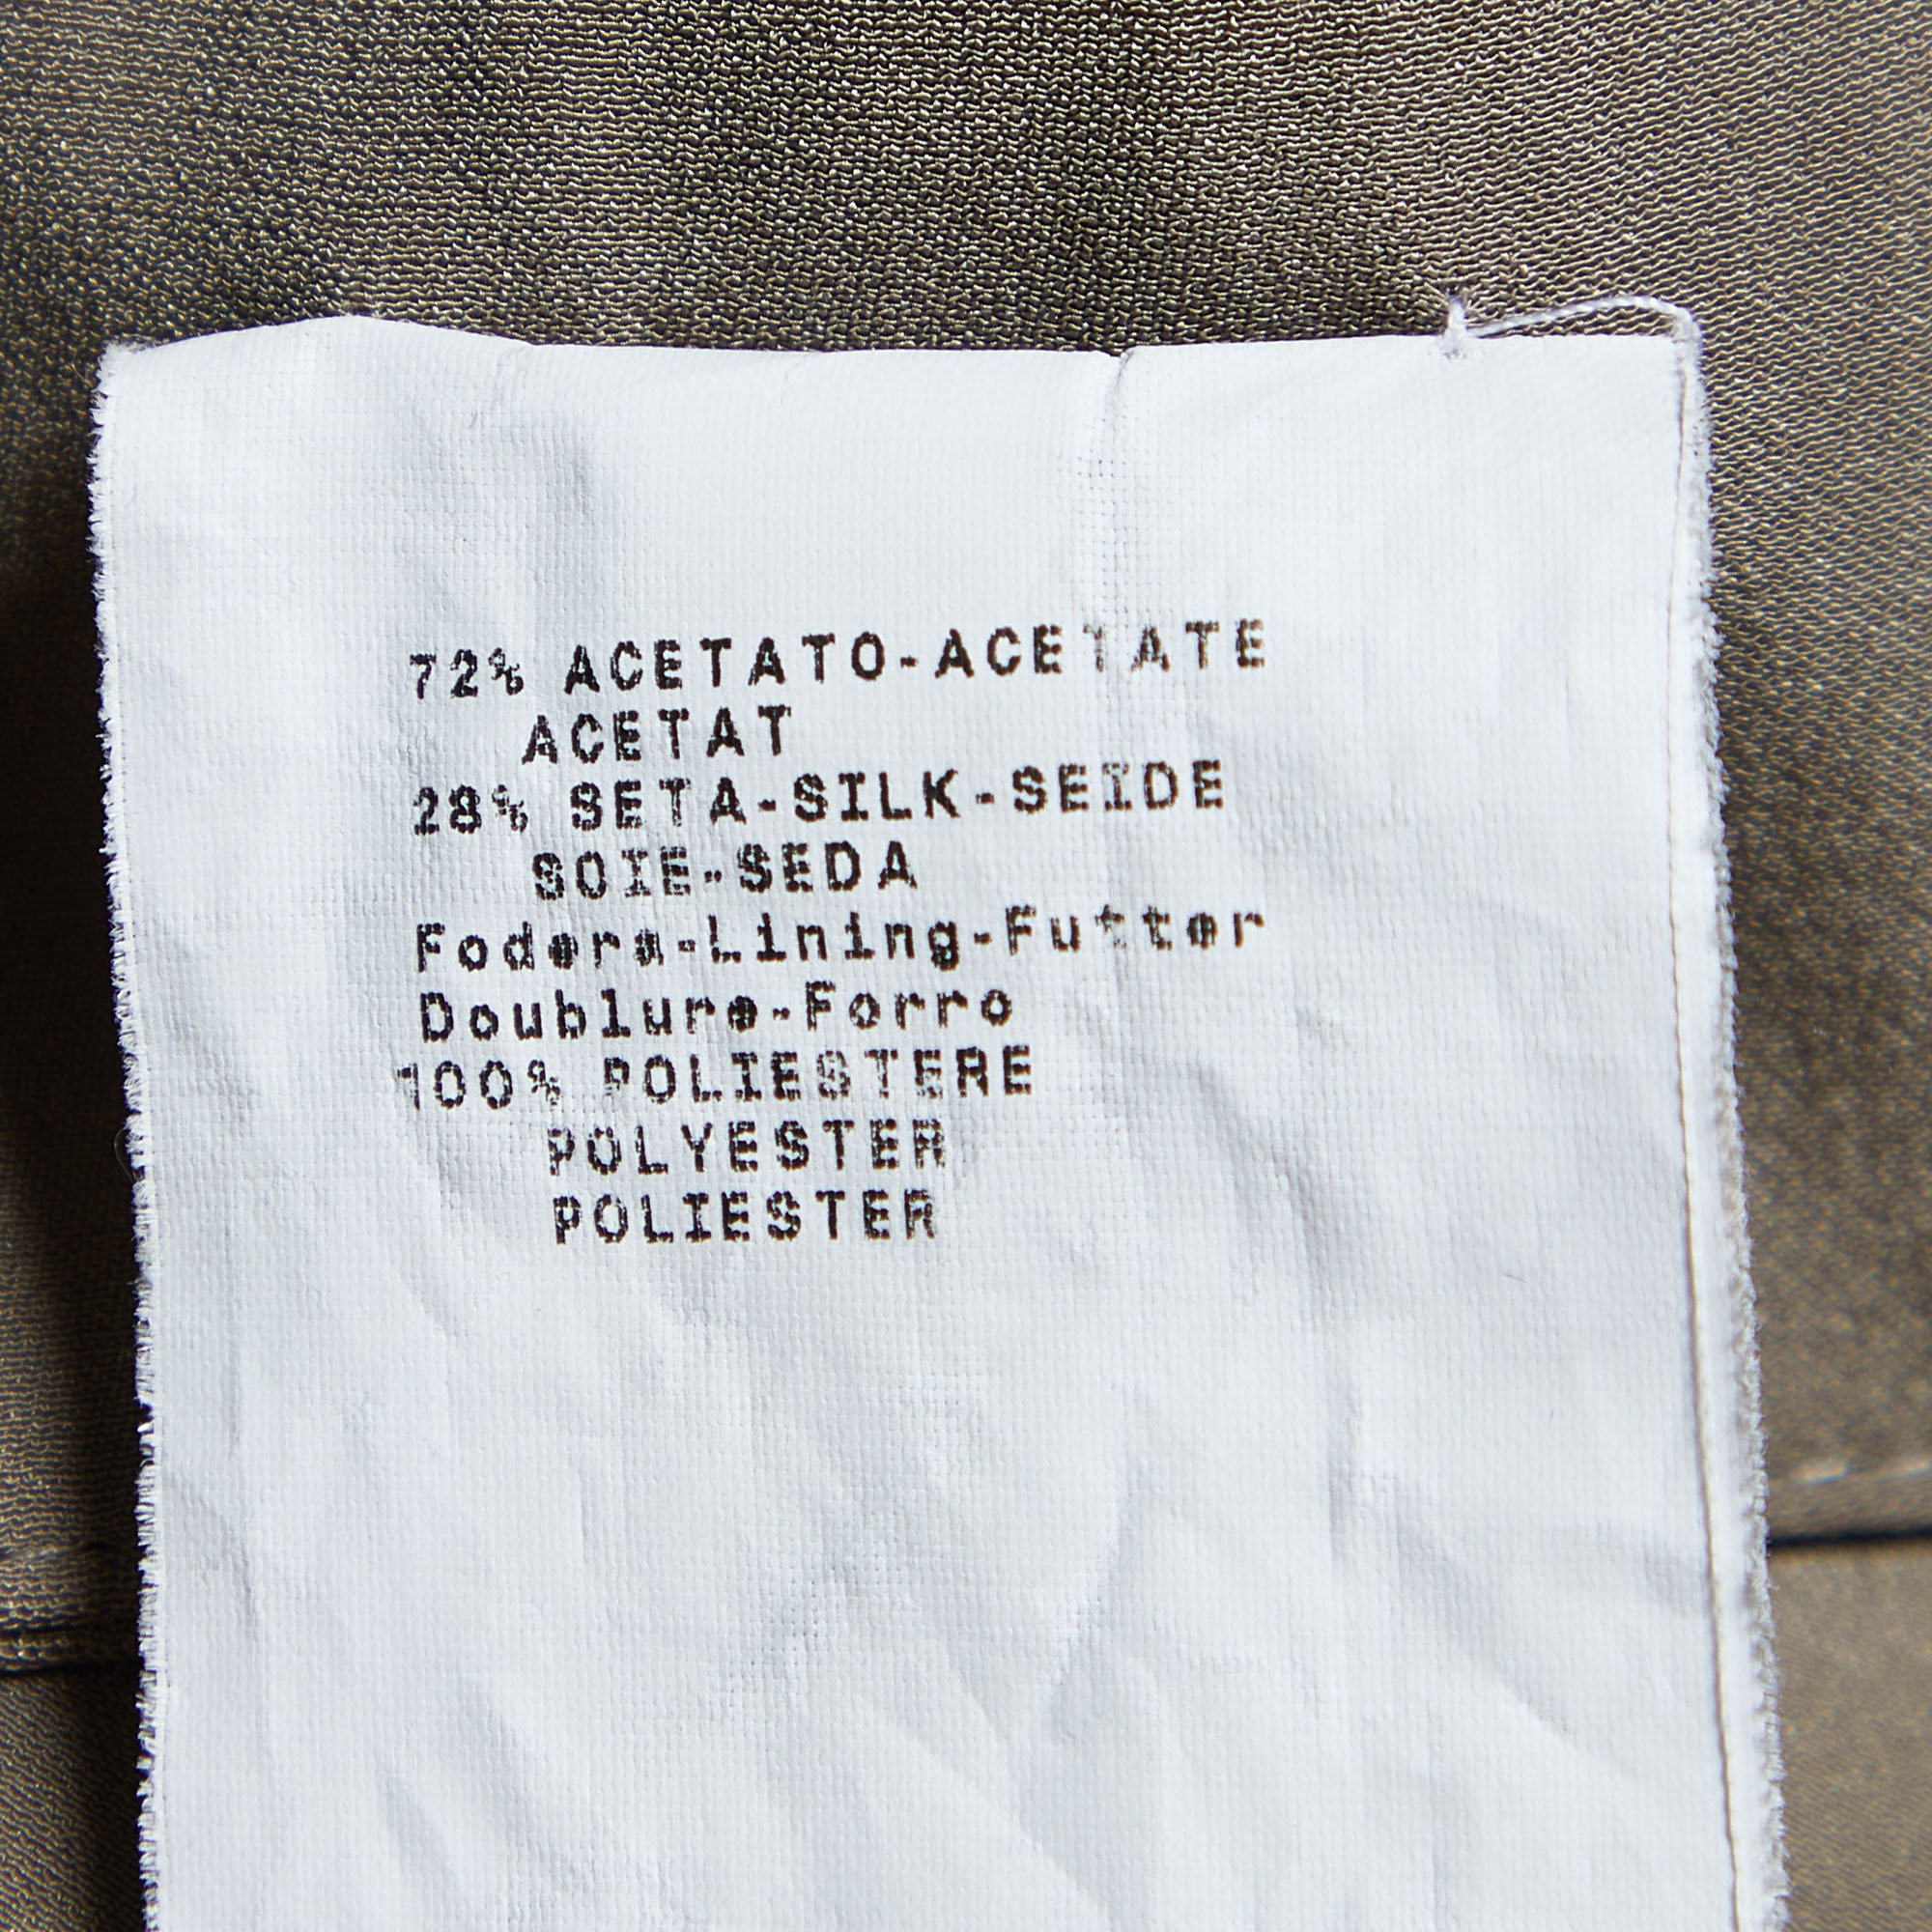 72% ACETATO-ACETATE
ACETAT
28% SETA-SILK-SEIDE
SOIE-SEDA
Fodera-Lining-Futter
Doublure-Forro
100% POLIESTERE
POLYESTER
POLIESTER